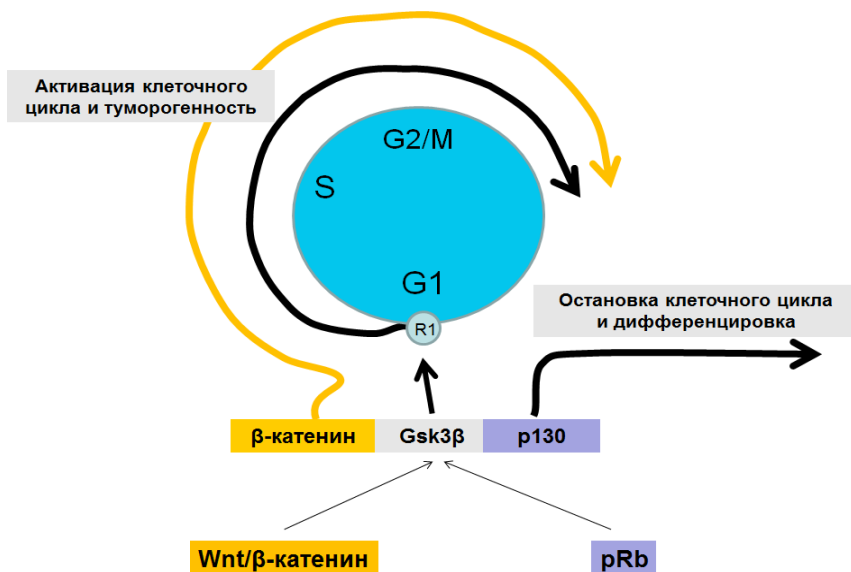 Активация клеточного
цикла и туморогенность
G2/M
S
G1
R1
Остановка клеточного цикла
и дифференцировка
β-катенин
Gsk3β
p130
Wnt/β-катенин
pRb